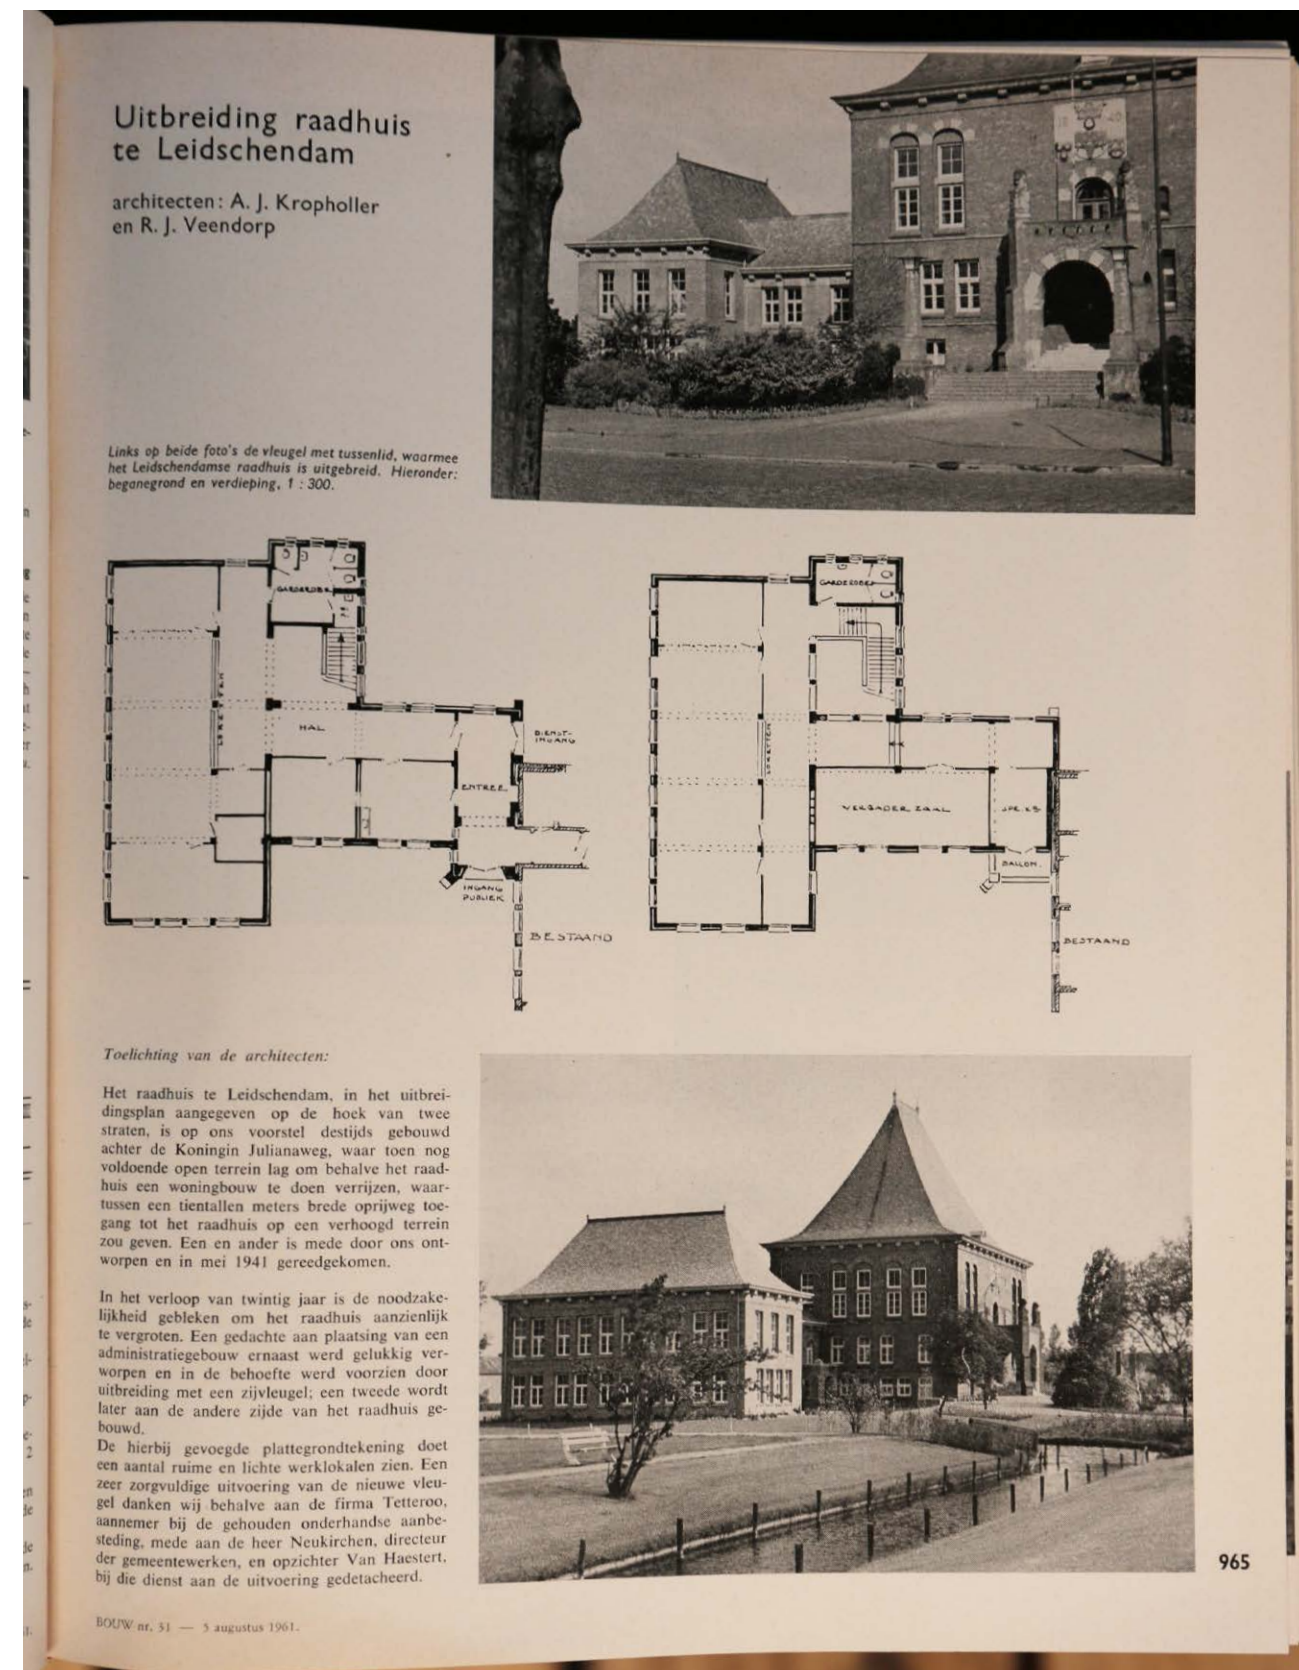 Uitbreiding raadhuis
te Leidschendam
architecten: A. J. Kropholler
en R. J. Veendorp
Links op beide foto's de vleugel met tussenlid, waarmee
het Leidschendamse raadhuis is uitgebreid. Hieronder:
beganegrond en verdieping, 1 : 300.
GARDEROBE
LOKETTEN
HAL
DIENST-
INGANG
ENTREE
INGANG
PUBLIEK
BESTAAND
GARDEROBE
LOKETTEN
VERGADER ZAAL
BALCON.
BESTAAND
Toelichting van de architecten:
Het raadhuis te Leidschendam, in het uitbrei-
dingsplan aangegeven op de hoek van twee
straten, is op ons voorstel destijds gebouwd
achter de Koningin Julianaweg, waar toen nog
voldoende open terrein lag om behalve het raad-
huis een woningbouw te doen verrijzen, waar-
tussen een tientallen meters brede oprijweg toe-
gang tot het raadhuis op een verhoogd terrein
zou geven. Een en ander is mede door ons ont-
worpen en in mei 1941 gereedgekomen.
In het verloop van twintig jaar is de noodzake-
lijkheid gebleken om het raadhuis aanzienlijk
te vergroten. Een gedachte aan plaatsing van een
administratiegebouw ernaast werd gelukkig ver-
worpen en in de behoefte werd voorzien door
uitbreiding met een zijvleugel; een tweede wordt
later aan de andere zijde van het raadhuis ge-
bouwd.
De hierbij gevoegde plattegrondtekening doet
een aantal ruime en lichte werklokalen zien. Een
zeer zorgvuldige uitvoering van de nieuwe vleu-
gel danken wij behalve aan de firma Tetteroo,
aannemer bij de gehouden onderhandse aanbe-
steding, mede aan de heer Neukirchen, directeur
der gemeentewerken, en opzichter Van Haestert,
bij die dienst aan de uitvoering gedetacheerd.
965
BOUW nr. 31 — 5 augustus 1961.